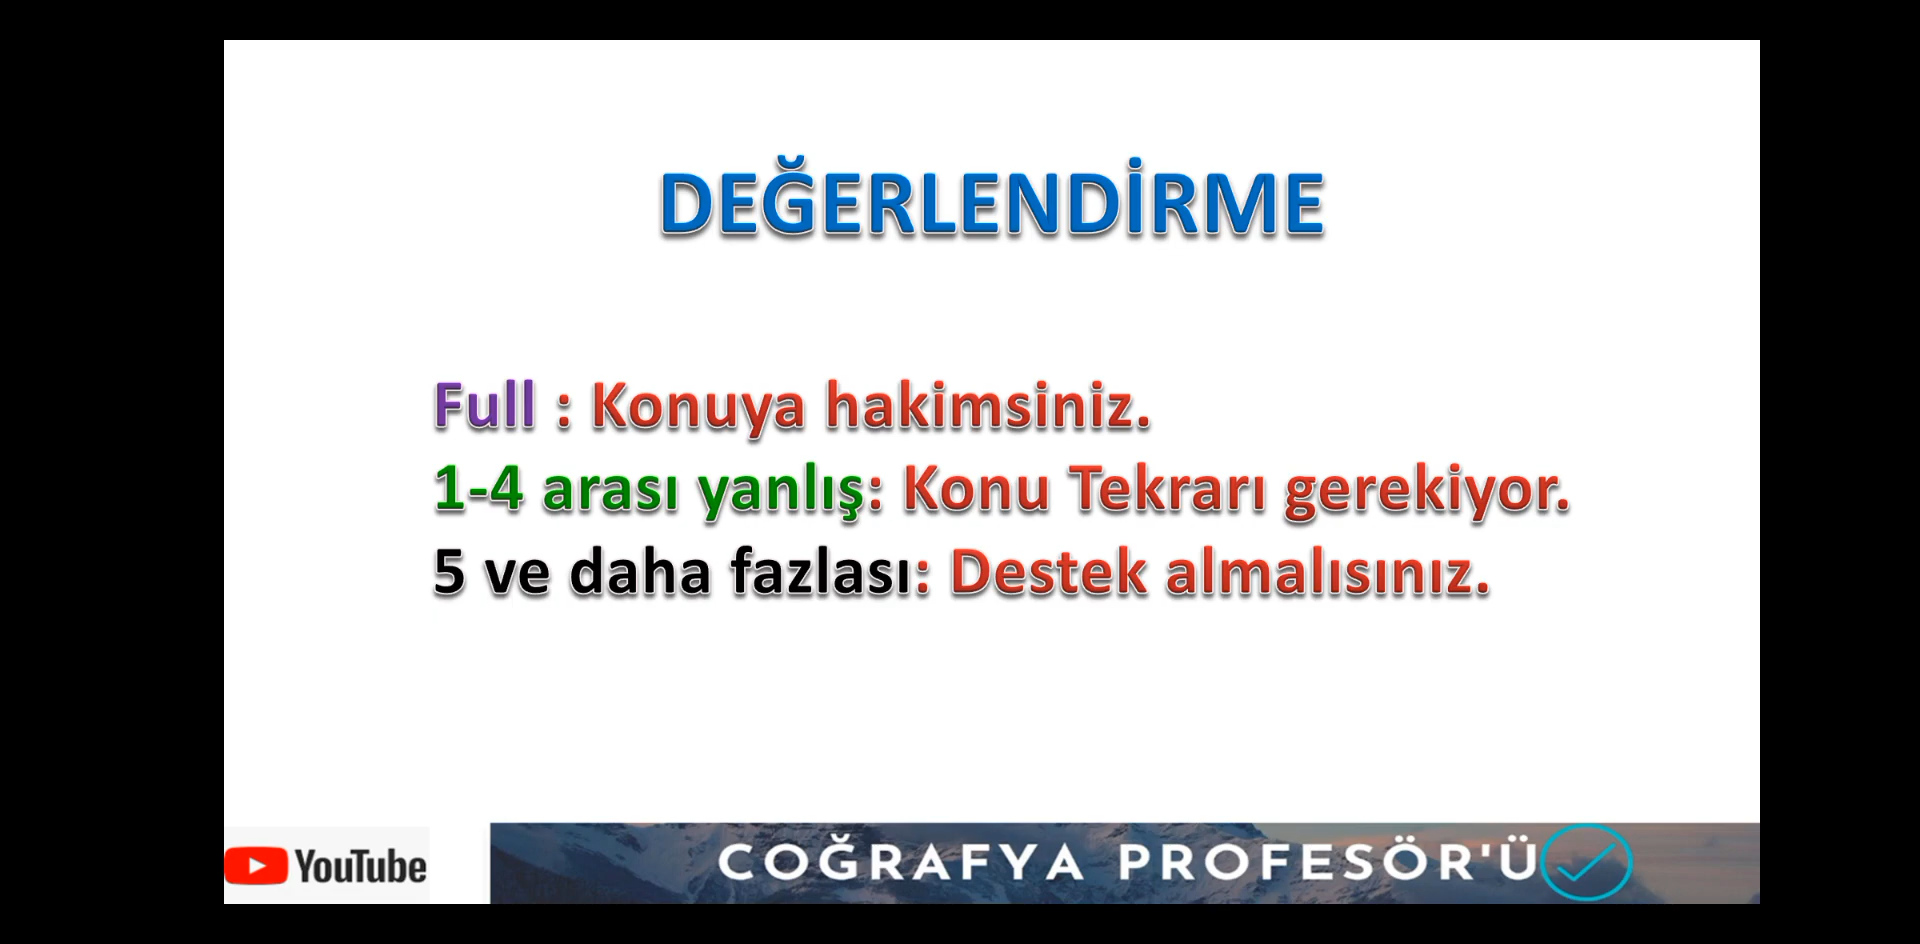 DEĞERLENDİRME
Full : Konuya hakimsiniz.
1-4 arası yanlış: Konu Tekrarı gerekiyor.
5 ve daha fazlası: Destek almalısınız.
YouTube
COĞRAFYA PROFESÖR'Ü